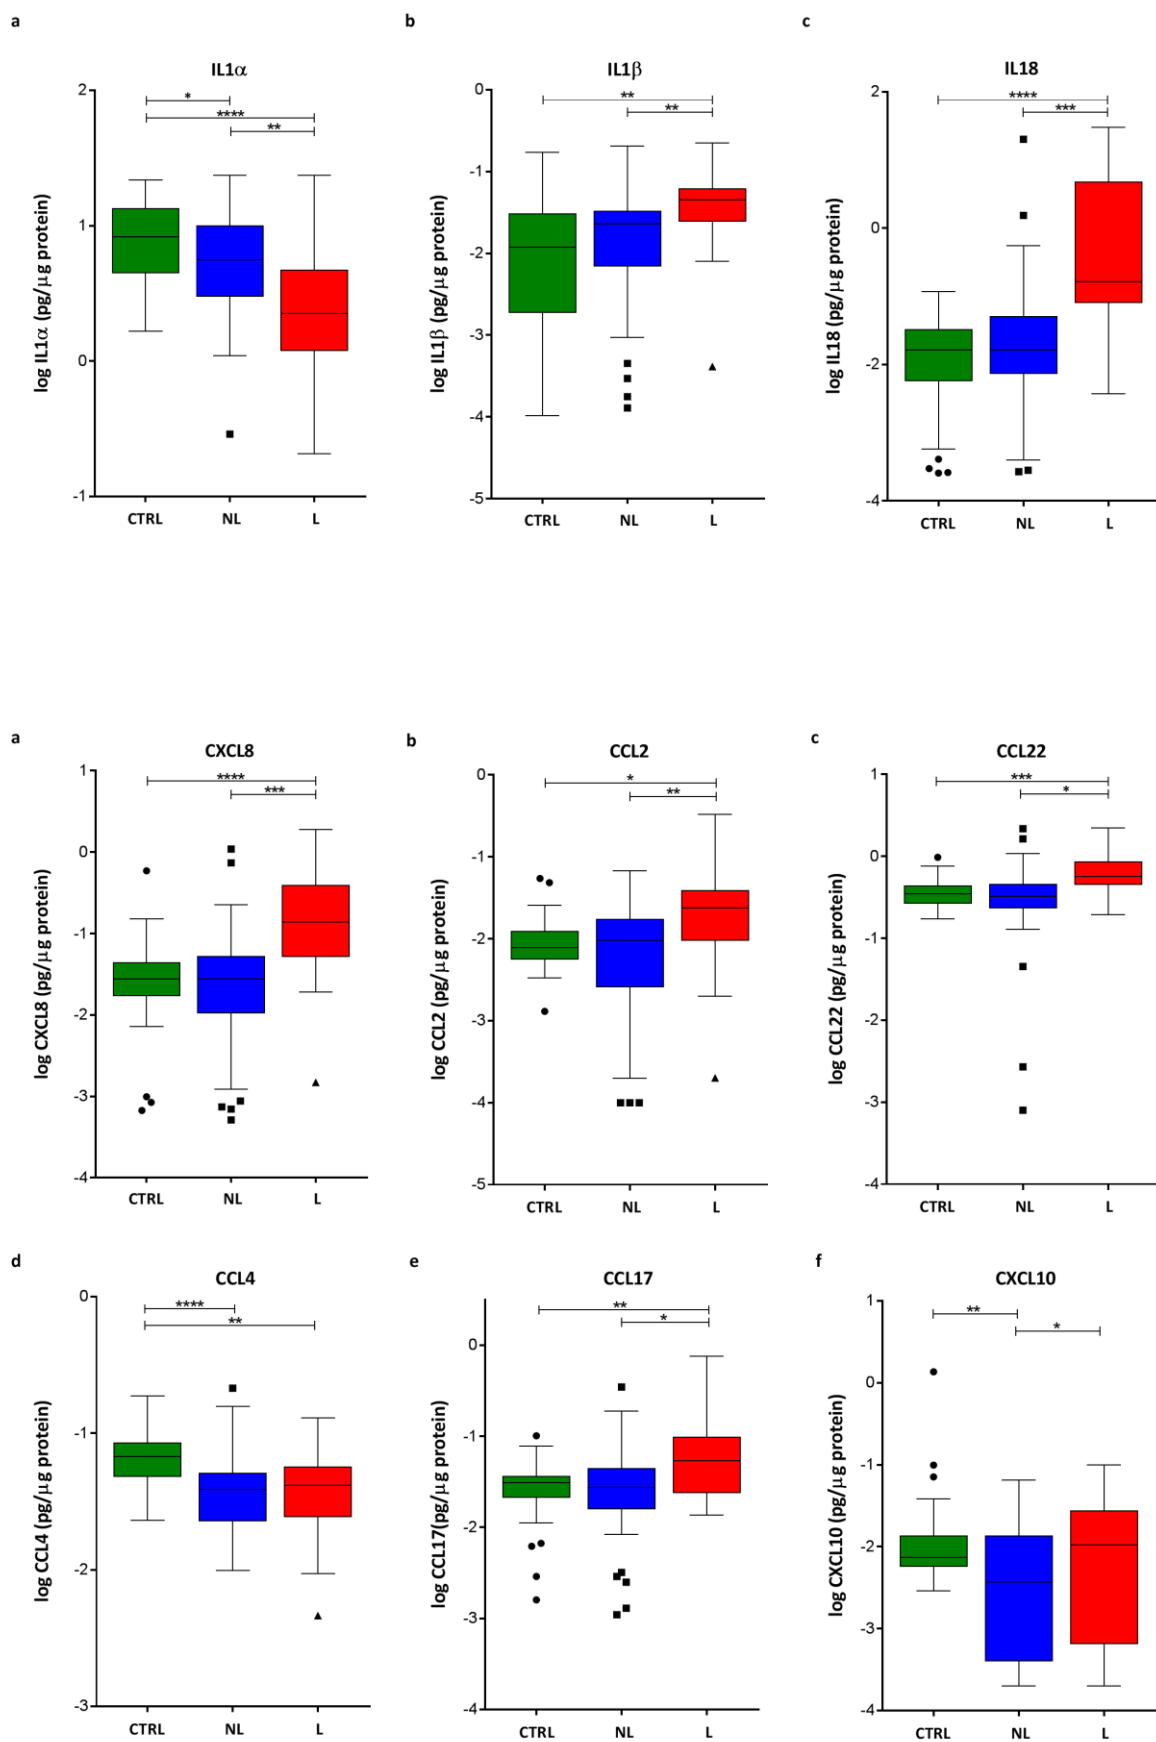 a
b
c
IL1α
IL1β
IL18
log IL1α (pg/µg protein)
2
1
0
-1
*
****
**
CTRL NL L
log IL1β (pg/µg protein)
0
-1
-2
-3
-4
-5
**
**
CTRL NL L
log IL18 (pg/µg protein)
2
0
-2
-4
****
***
CTRL NL L
a
b
c
CXCL8
CCL2
CCL22
log CXCL8 (pg/µg protein)
1
0
-1
-2
-3
-4
****
***
CTRL NL L
log CCL2 (pg/µg protein)
0
-1
-2
-3
-4
-5
*
**
CTRL NL L
log CCL22 (pg/µg protein)
1
0
-1
-2
-3
-4
***
*
CTRL NL L
d
e
f
CCL4
CCL17
CXCL10
log CCL4 (pg/µg protein)
0
-1
-2
-3
****
**
CTRL NL L
log CCL17(pg/µg protein)
0
-1
-2
-3
-4
**
*
CTRL NL L
log CXCL10 (pg/µg protein)
1
0
-1
-2
-3
-4
**
*
CTRL NL L